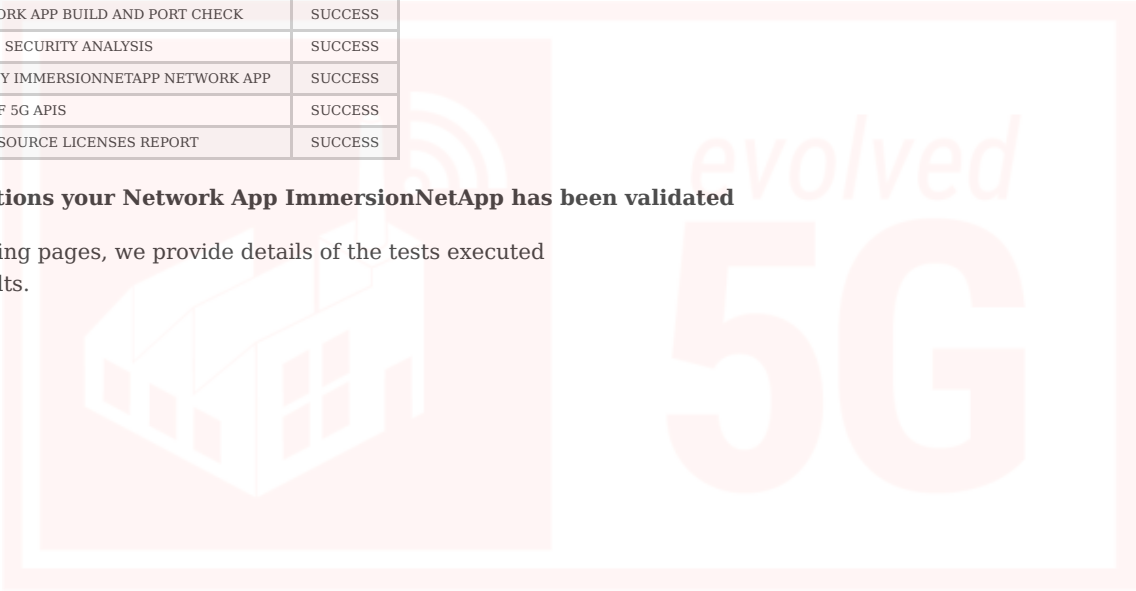 ORK APP BUILD AND PORT CHECK SUCCESS
SECURITY ANALYSIS SUCCESS
Y IMMERSIONNETAPP NETWORK APP SUCCESS
F 5G APIS SUCCESS
SOURCE LICENSES REPORT SUCCESS
tions your Network App ImmersionNetApp has been validated
ing pages, we provide details of the tests executed
lts.
evolved
5G